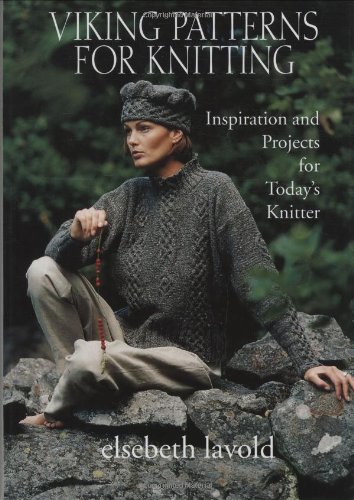 VIKING PATTERNS
FOR KNITTING
Inspiration and
Projects
for
Today's
Knitter
elsebeth lavold